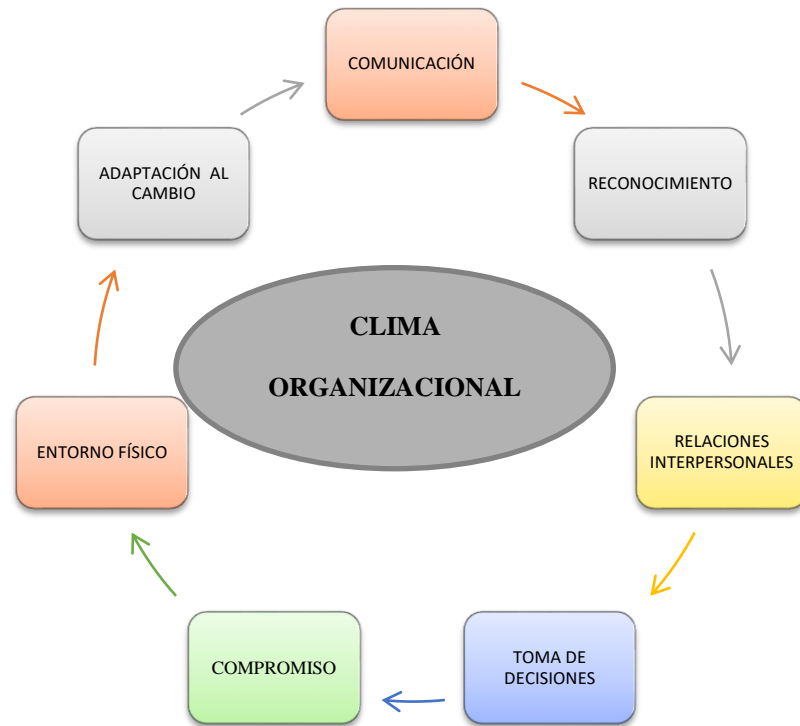 COMUNICACIÓN
RECONOCIMIENTO
RELACIONES
INTERPERSONALES
TOMA DE
DECISIONES
COMPROMISO
ENTORNO FÍSICO
ADAPTACIÓN AL
CAMBIO
CLIMA
ORGANIZACIONAL